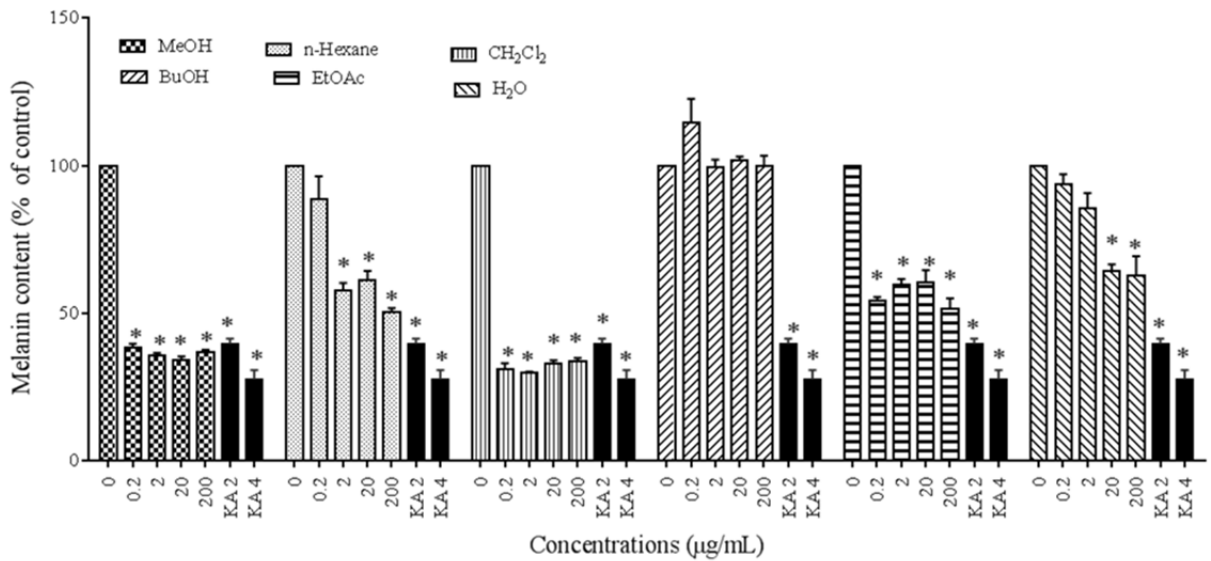 150
100
50
0
Melanin content (% of control)
MeOH
n-Hexane
CH₂Cl₂
BuOH
EtOAc
H₂O
* * * * * *
* * * * *
* * * * * *
* *
* * * * * *
* * * *
0 0.2 2 20 200 KA 2 KA 4
0 0.2 2 20 200 KA 2 KA 4
0 0.2 2 20 200 KA 2 KA 4
0 0.2 2 20 200 KA 2 KA 4
0 0.2 2 20 200 KA 2 KA 4
0 0.2 2 20 200 KA 2 KA 4
Concentrations (μg/mL)